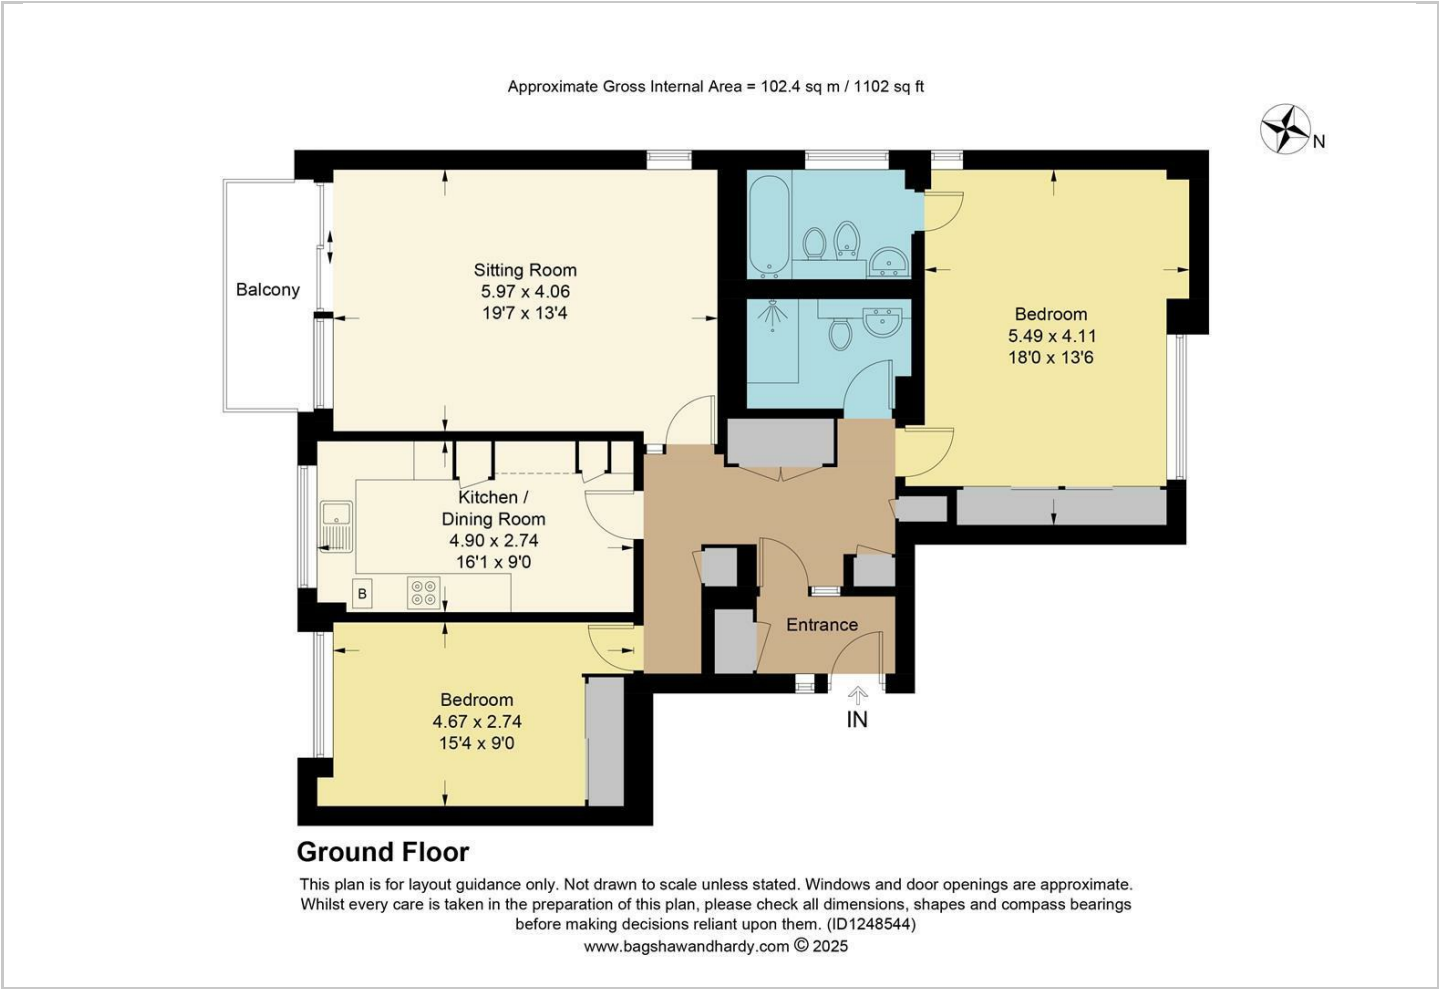 Approximate Gross Internal Area = 102.4 sq m / 1102 sq ft
N
Sitting Room
5.97 x 4.06
19'7 x 13'4
Balcony
Bedroom
5.49 x 4.11
18'0 x 13'6
Kitchen /
Dining Room
4.90 x 2.74
16'1 x 9'0
B
Entrance
IN
Bedroom
4.67 x 2.74
15'4 x 9'0
Ground Floor
This plan is for layout guidance only. Not drawn to scale unless stated. Windows and door openings are approximate.
Whilst every care is taken in the preparation of this plan, please check all dimensions, shapes and compass bearings
before making decisions reliant upon them. (ID1248544)
www.bagshawandhardy.com © 2025